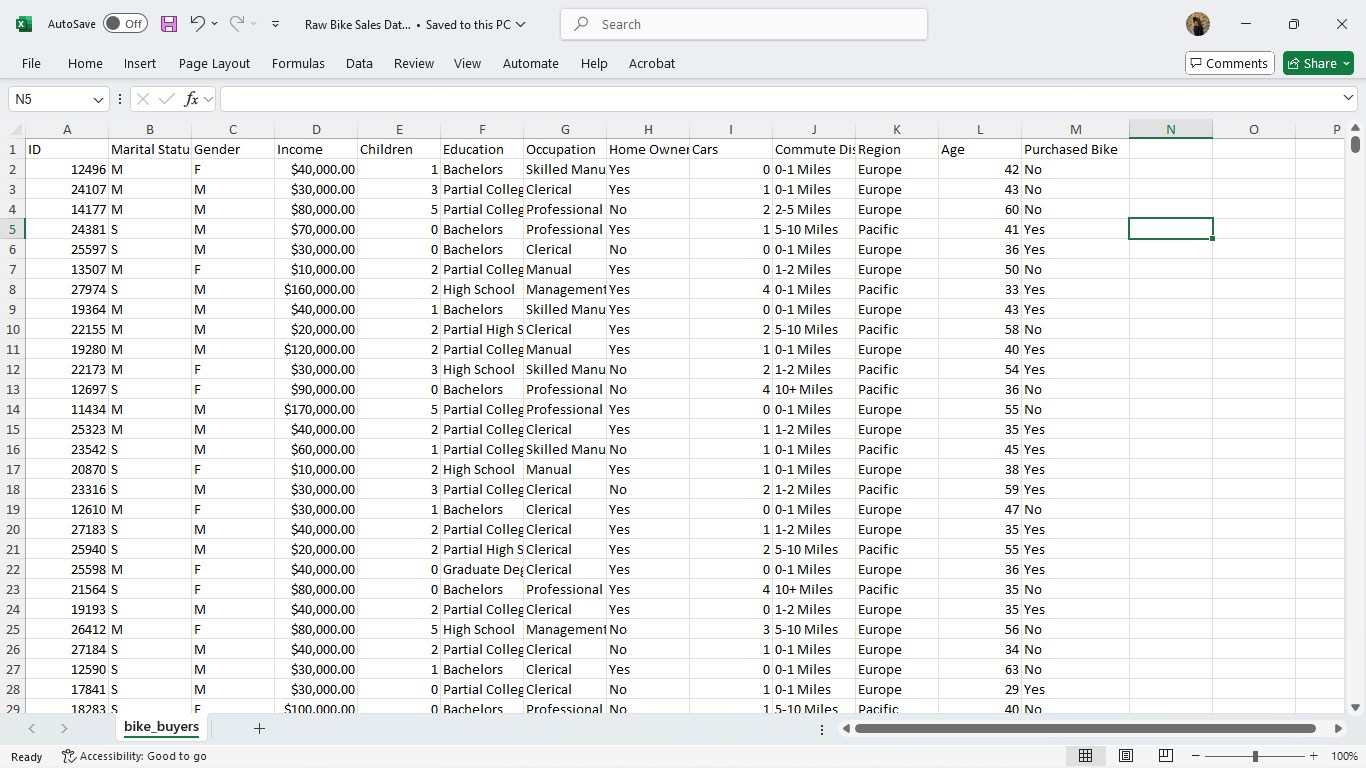 AutoSave Off Raw Bike Sales Dat... • Saved to this PC Search
File Home Insert Page Layout Formulas Data Review View Automate Help Acrobat Comments Share
N5 fx
A B C D E F G H I J K L M N O P
1 ID Marital Statu Gender Income Children Education Occupation Home Owner Cars Commute Dis Region Age Purchased Bike
2 12496 M F $40,000.00 1 Bachelors Skilled Manu Yes 0 0-1 Miles Europe 42 No
3 24107 M M $30,000.00 3 Partial Colleg Clerical Yes 1 0-1 Miles Europe 43 No
4 14177 M M $80,000.00 5 Partial Colleg Professional No 2 2-5 Miles Europe 60 No
5 24381 S M $70,000.00 0 Bachelors Professional Yes 1 5-10 Miles Pacific 41 Yes
6 25597 S M $30,000.00 0 Bachelors Clerical No 0 0-1 Miles Europe 36 Yes
7 13507 M F $10,000.00 2 Partial Colleg Manual Yes 0 1-2 Miles Europe 50 No
8 27974 S M $160,000.00 2 High School Management Yes 4 0-1 Miles Pacific 33 Yes
9 19364 M M $40,000.00 1 Bachelors Skilled Manu Yes 0 0-1 Miles Europe 43 Yes
10 22155 M M $20,000.00 2 Partial High S Clerical Yes 2 5-10 Miles Pacific 58 No
11 19280 M M $120,000.00 2 Partial Colleg Manual Yes 1 0-1 Miles Europe 40 Yes
12 22173 M F $30,000.00 3 High School Skilled Manu No 2 1-2 Miles Pacific 54 Yes
13 12697 S F $90,000.00 0 Bachelors Professional No 4 10+ Miles Pacific 36 No
14 11434 M M $170,000.00 5 Partial Colleg Professional Yes 0 0-1 Miles Europe 55 No
15 25323 M M $40,000.00 2 Partial Colleg Clerical Yes 1 1-2 Miles Europe 35 Yes
16 23542 S M $60,000.00 1 Partial Colleg Skilled Manu No 1 0-1 Miles Pacific 45 Yes
17 20870 S F $10,000.00 2 High School Manual Yes 1 0-1 Miles Europe 38 Yes
18 23316 S M $30,000.00 3 Partial Colleg Clerical No 2 1-2 Miles Pacific 59 Yes
19 12610 M F $30,000.00 1 Bachelors Clerical Yes 0 0-1 Miles Europe 47 No
20 27183 S M $40,000.00 2 Partial Colleg Clerical Yes 1 1-2 Miles Europe 35 Yes
21 25940 S M $20,000.00 2 Partial High S Clerical Yes 2 5-10 Miles Pacific 55 Yes
22 25598 M F $40,000.00 0 Graduate Deg Clerical Yes 0 0-1 Miles Europe 36 Yes
23 21564 S F $80,000.00 0 Bachelors Professional Yes 4 10+ Miles Pacific 35 No
24 19193 S M $40,000.00 2 Partial Colleg Clerical Yes 0 1-2 Miles Europe 35 Yes
25 26412 M F $80,000.00 5 High School Management No 3 5-10 Miles Europe 56 No
26 27184 S M $40,000.00 2 Partial Colleg Clerical No 1 0-1 Miles Europe 34 No
27 12590 S M $30,000.00 1 Bachelors Clerical Yes 0 0-1 Miles Europe 63 No
28 17841 S M $30,000.00 0 Partial Colleg Clerical No 1 0-1 Miles Europe 29 Yes
29 18283 S F $100,000.00 0 Bachelors Professional No 1 5-10 Miles Pacific 40 No
bike_buyers
Ready Accessibility: Good to go 100%